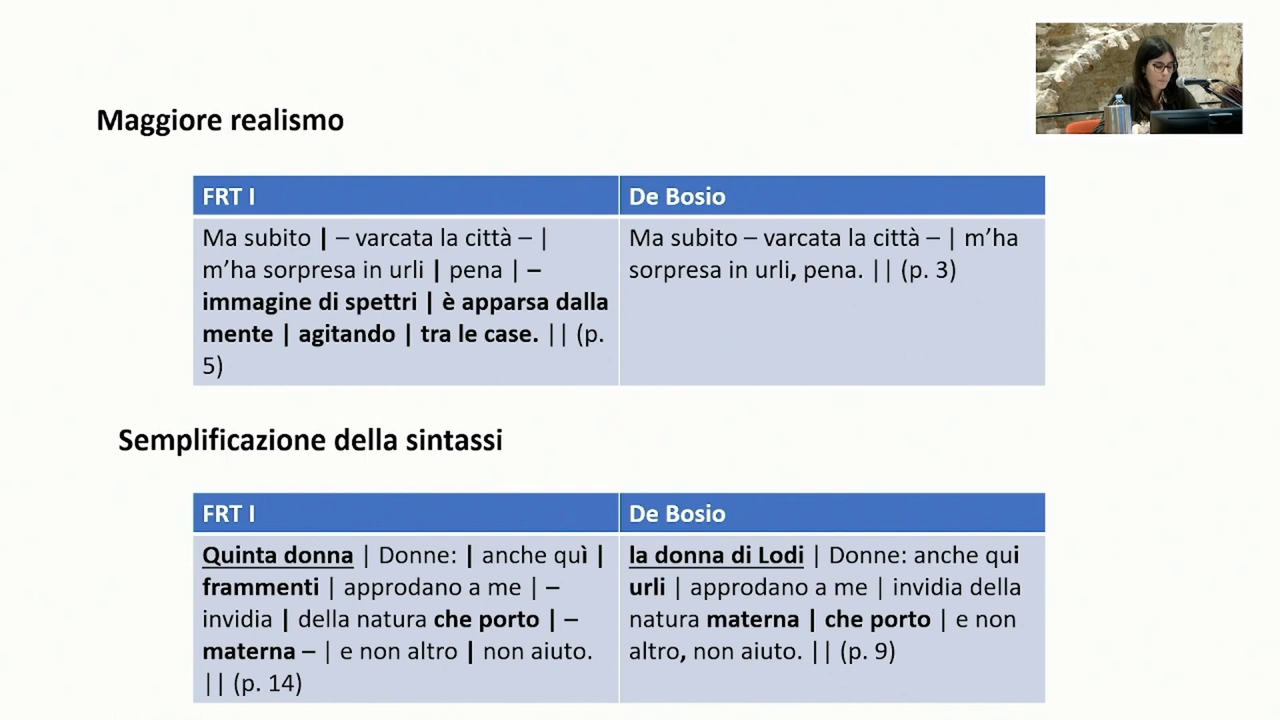 Maggiore realismo
FRT I
De Bosio
Ma subito | – varcata la città – |
m’ha sorpresa in urli | pena | –
immagine di spettri | è apparsa dalla
mente | agitando | tra le case. || (p.
5)
Ma subito – varcata la città – | m’ha
sorpresa in urli, pena. || (p. 3)
Semplificazione della sintassi
FRT I
De Bosio
Quinta donna | Donne: | anche quì |
frammenti | approdano a me | –
invidia | della natura che porto | –
materna – | e non altro | non aiuto.
|| (p. 14)
la donna di Lodi | Donne: anche qui
urli | approdano a me | invidia della
natura materna | che porto | e non
altro, non aiuto. || (p. 9)